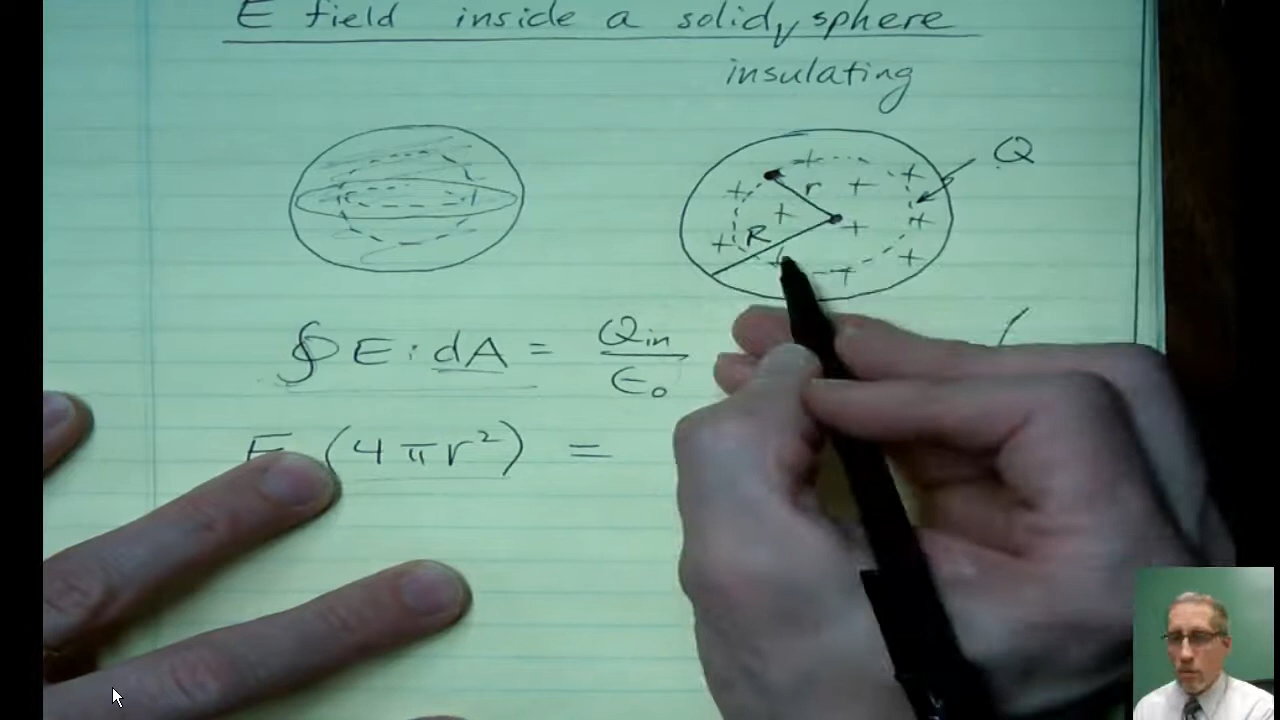 E field inside a solid sphere
insulating
Q
r
R
∮ E · dA = Qin / ϵ0
E (4πr²) =